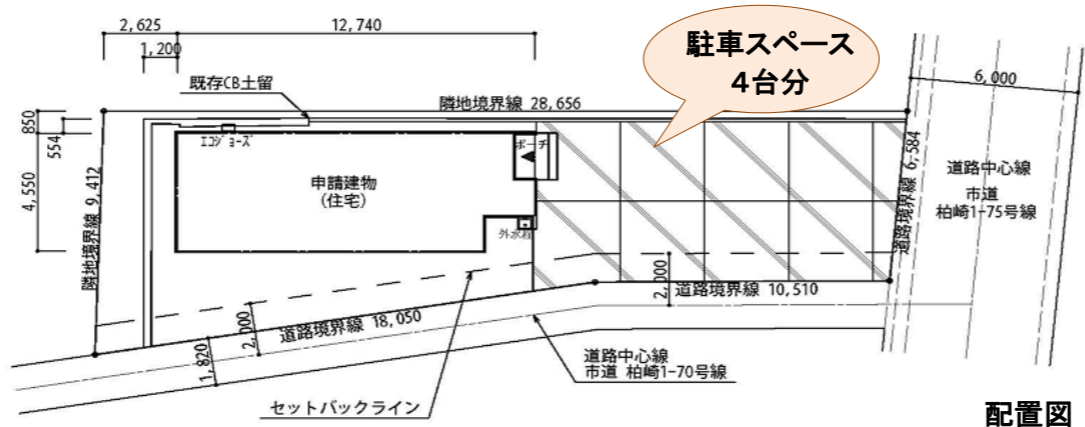 2,625
12,740
1,200
駐車スペース
4台分
6,000
既存CB土留
隣地境界線 28,656
850
554
4,550
エコジョーズ
ポーチ
申請建物
(住宅)
外水栓
隣地境界線 9,412
道路境界線 6,584
道路中心線
市道
柏崎1-75号線
2,000
道路境界線 10,510
2,000
道路境界線 18,050
1,820
道路中心線
市道 柏崎1-70号線
セットバックライン
配置図